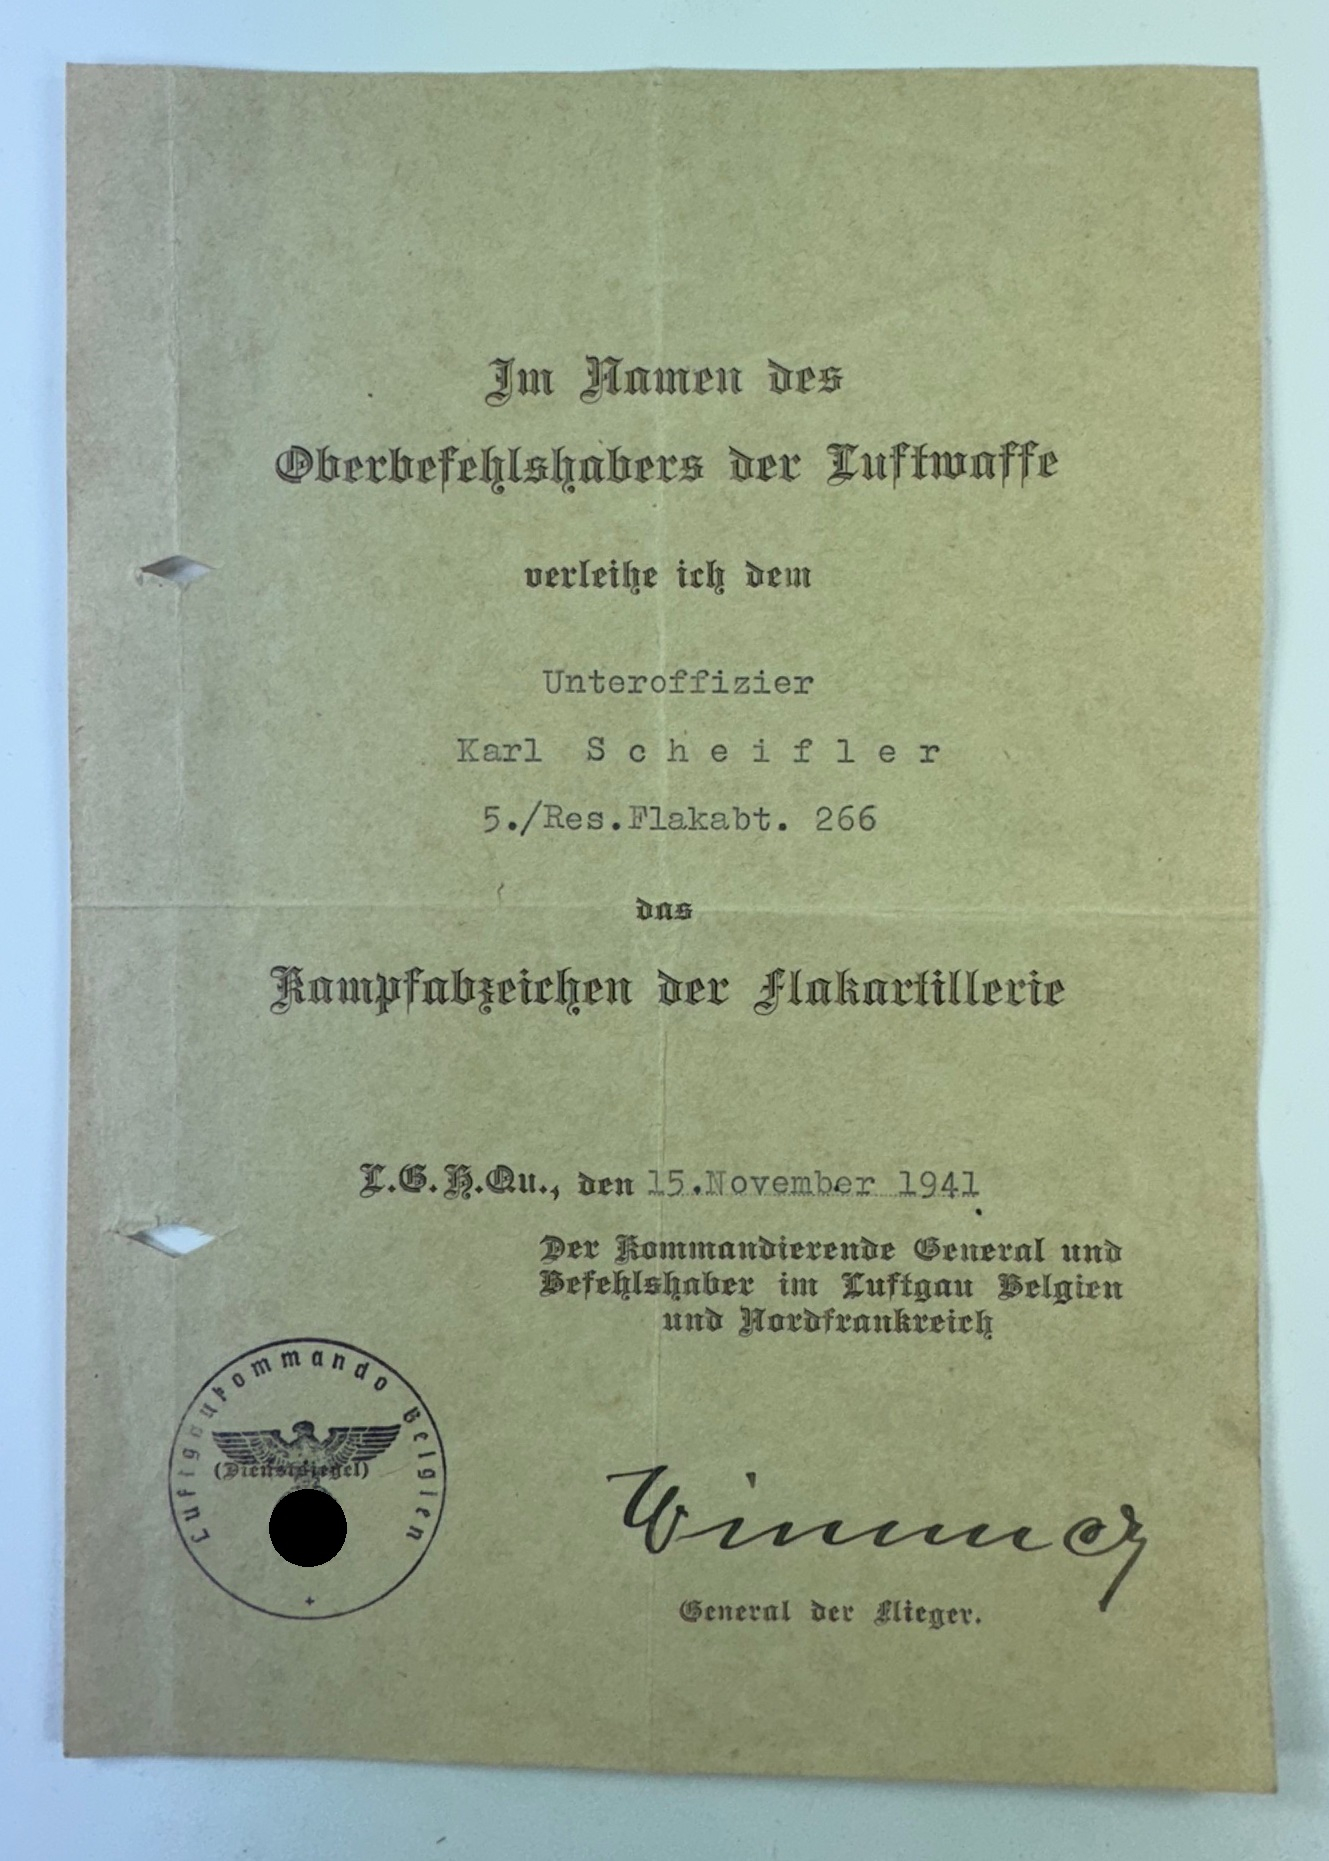 Im Namen des
Oberbefehlshabers der Luftwaffe
verleihe ich dem
Unteroffizier
Karl Scheifler
5./Res.Flakabt. 266
das
Kampfabzeichen der Flakartillerie
L.G.H.Qu., den 15.November 1941
Der Kommandierende General und
Befehlshaber im Luftgau Belgien
und Nordfrankreich
Luftgaukommando Belgien
(Dienstsiegel)
Wimmer
General der Flieger.